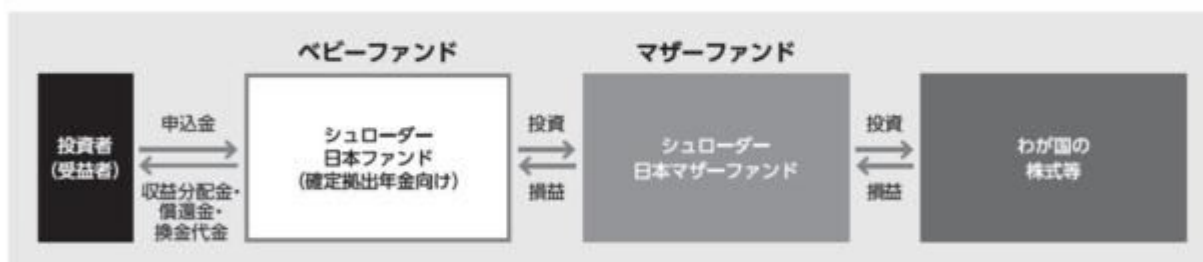 ベビーファンド
マザーファンド
投資者
(受益者)
申込金
収益分配金・
償還金・
換金代金
シュローダー
日本ファンド
(確定拠出年金向け)
投資
損益
シュローダー
日本マザーファンド
投資
損益
わが国の
株式等